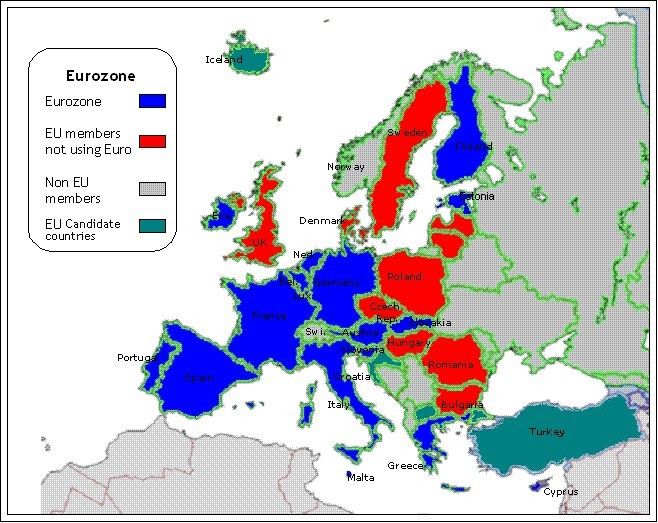 Eurozone
Eurozone
EU members
not using Euro
Non EU
members
EU Candidate
countries
Iceland
Sweden
Finland
Norway
Estonia
Denmark
UK
Ned
Germany
Poland
Lux
France
Czech
Rep.
Slovakia
Swi.
Austria
Hungary
Slovenia
Romania
Portugal
Spain
Croatia
Italy
Bulgaria
Turkey
Greece
Malta
Cyprus